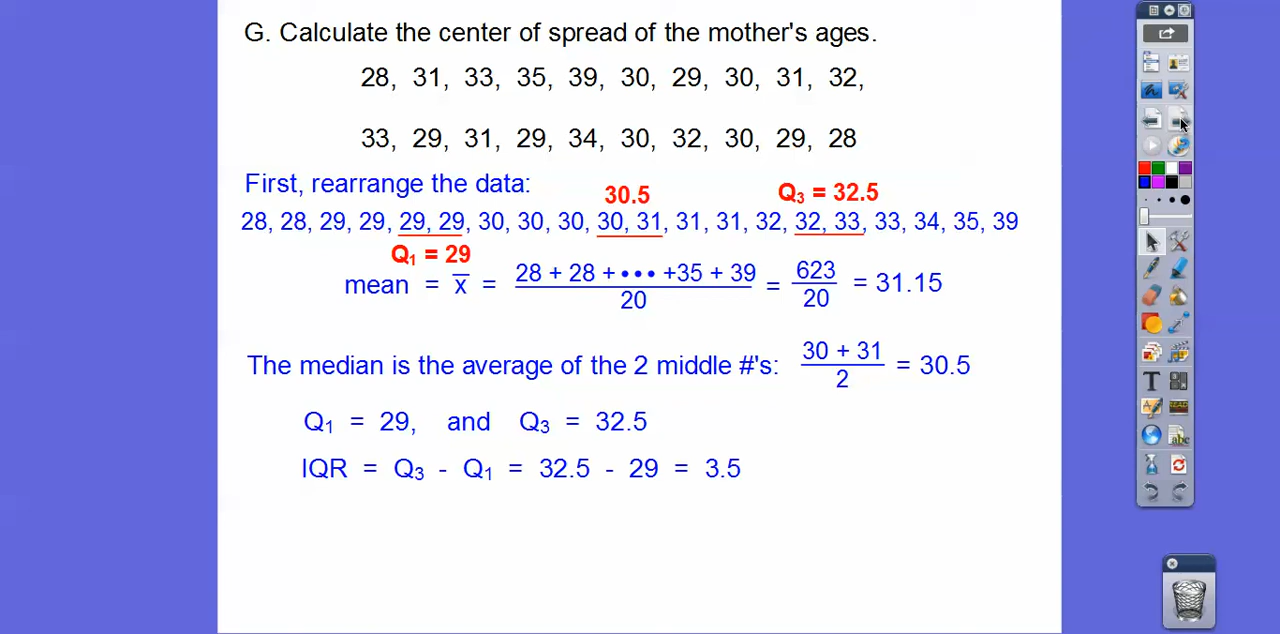 G. Calculate the center of spread of the mother's ages.
28, 31, 33, 35, 39, 30, 29, 30, 31, 32,
33, 29, 31, 29, 34, 30, 32, 30, 29, 28
First, rearrange the data:
30.5
Q₃ = 32.5
28, 28, 29, 29, 29, 29, 30, 30, 30, 30, 31, 31, 31, 32, 32, 33, 33, 34, 35, 39
Q₁ = 29
mean = x̅ = (28 + 28 + ••• +35 + 39)/20 = 623/20 = 31.15
The median is the average of the 2 middle #'s: (30 + 31)/2 = 30.5
Q₁ = 29, and Q₃ = 32.5
IQR = Q₃ - Q₁ = 32.5 - 29 = 3.5